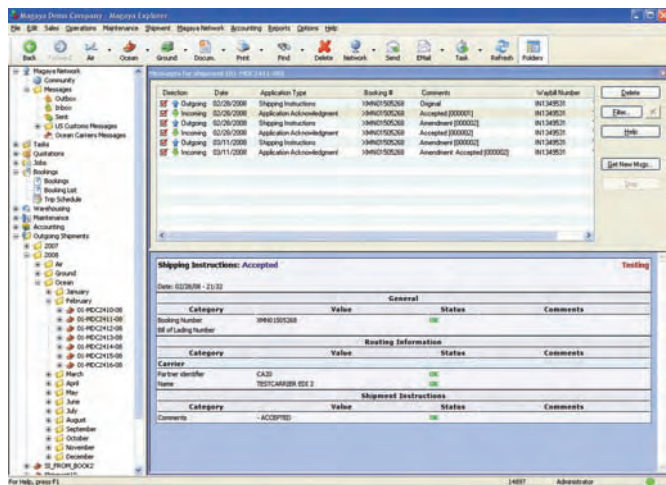 Magaya Demo Company - Magaya Explorer
File Edit Sales Operations Maintenance Shipment Magaya Network Accounting Reports Options Help
Back Forward Air Ocean Ground Docum. Print Find Delete Network Send EMail Task Refresh Folders
Magaya Network
Community
Messages
Outbox
Inbox
Sent
US Customs Messages
Ocean Carriers Messages
Tasks
Quotations
Jobs
Bookings
Bookings
Booking List
Trip Schedule
Warehousing
Maintenance
Accounting
Outgoing Shipments
2007
2008
Air
Ground
Ocean
January
February
01-MDC2410-08
01-MDC2411-08
01-MDC2412-08
01-MDC2413-08
01-MDC2414-08
01-MDC2415-08
01-MDC2416-08
March
April
May
June
July
August
September
October
November
December
SI_FROM_BOOK2
Messages for shipment [01-MDC2411-08]
Direction Date Application Type Booking # Comments Waybill Number
Outgoing 02/28/2008 Shipping Instructions XMN01505268 Original IN1349531
Incoming 02/28/2008 Application Acknowledgment XMN01505268 Accepted [000001] IN1349531
Outgoing 02/28/2008 Shipping Instructions XMN01505268 Amendment [000002] IN1349531
Incoming 02/28/2008 Application Acknowledgment XMN01505268 Accepted [000002] IN1349531
Outgoing 03/11/2008 Shipping Instructions XMN01505268 Amendment [000002] IN1349531
Incoming 03/11/2008 Application Acknowledgment XMN01505268 Amendment Accepted [000002] IN1349531
Delete
Filter...
Help
Get New Msgs...
Stop
Shipping Instructions: Accepted Testing
Date: 02/28/08 - 21:32
General
Category Value Status Comments
Booking Number XMN01505268 OK
Bill of Lading Number
Routing Information
Category Value Status Comments
Carrier
Partner identifier CA20 OK
Name TESTCARRIER EDI 2 OK
Shipment Instructions
Category Value Status Comments
Comments - ACCEPTED OK
For Help, press F1 14897 Administrator